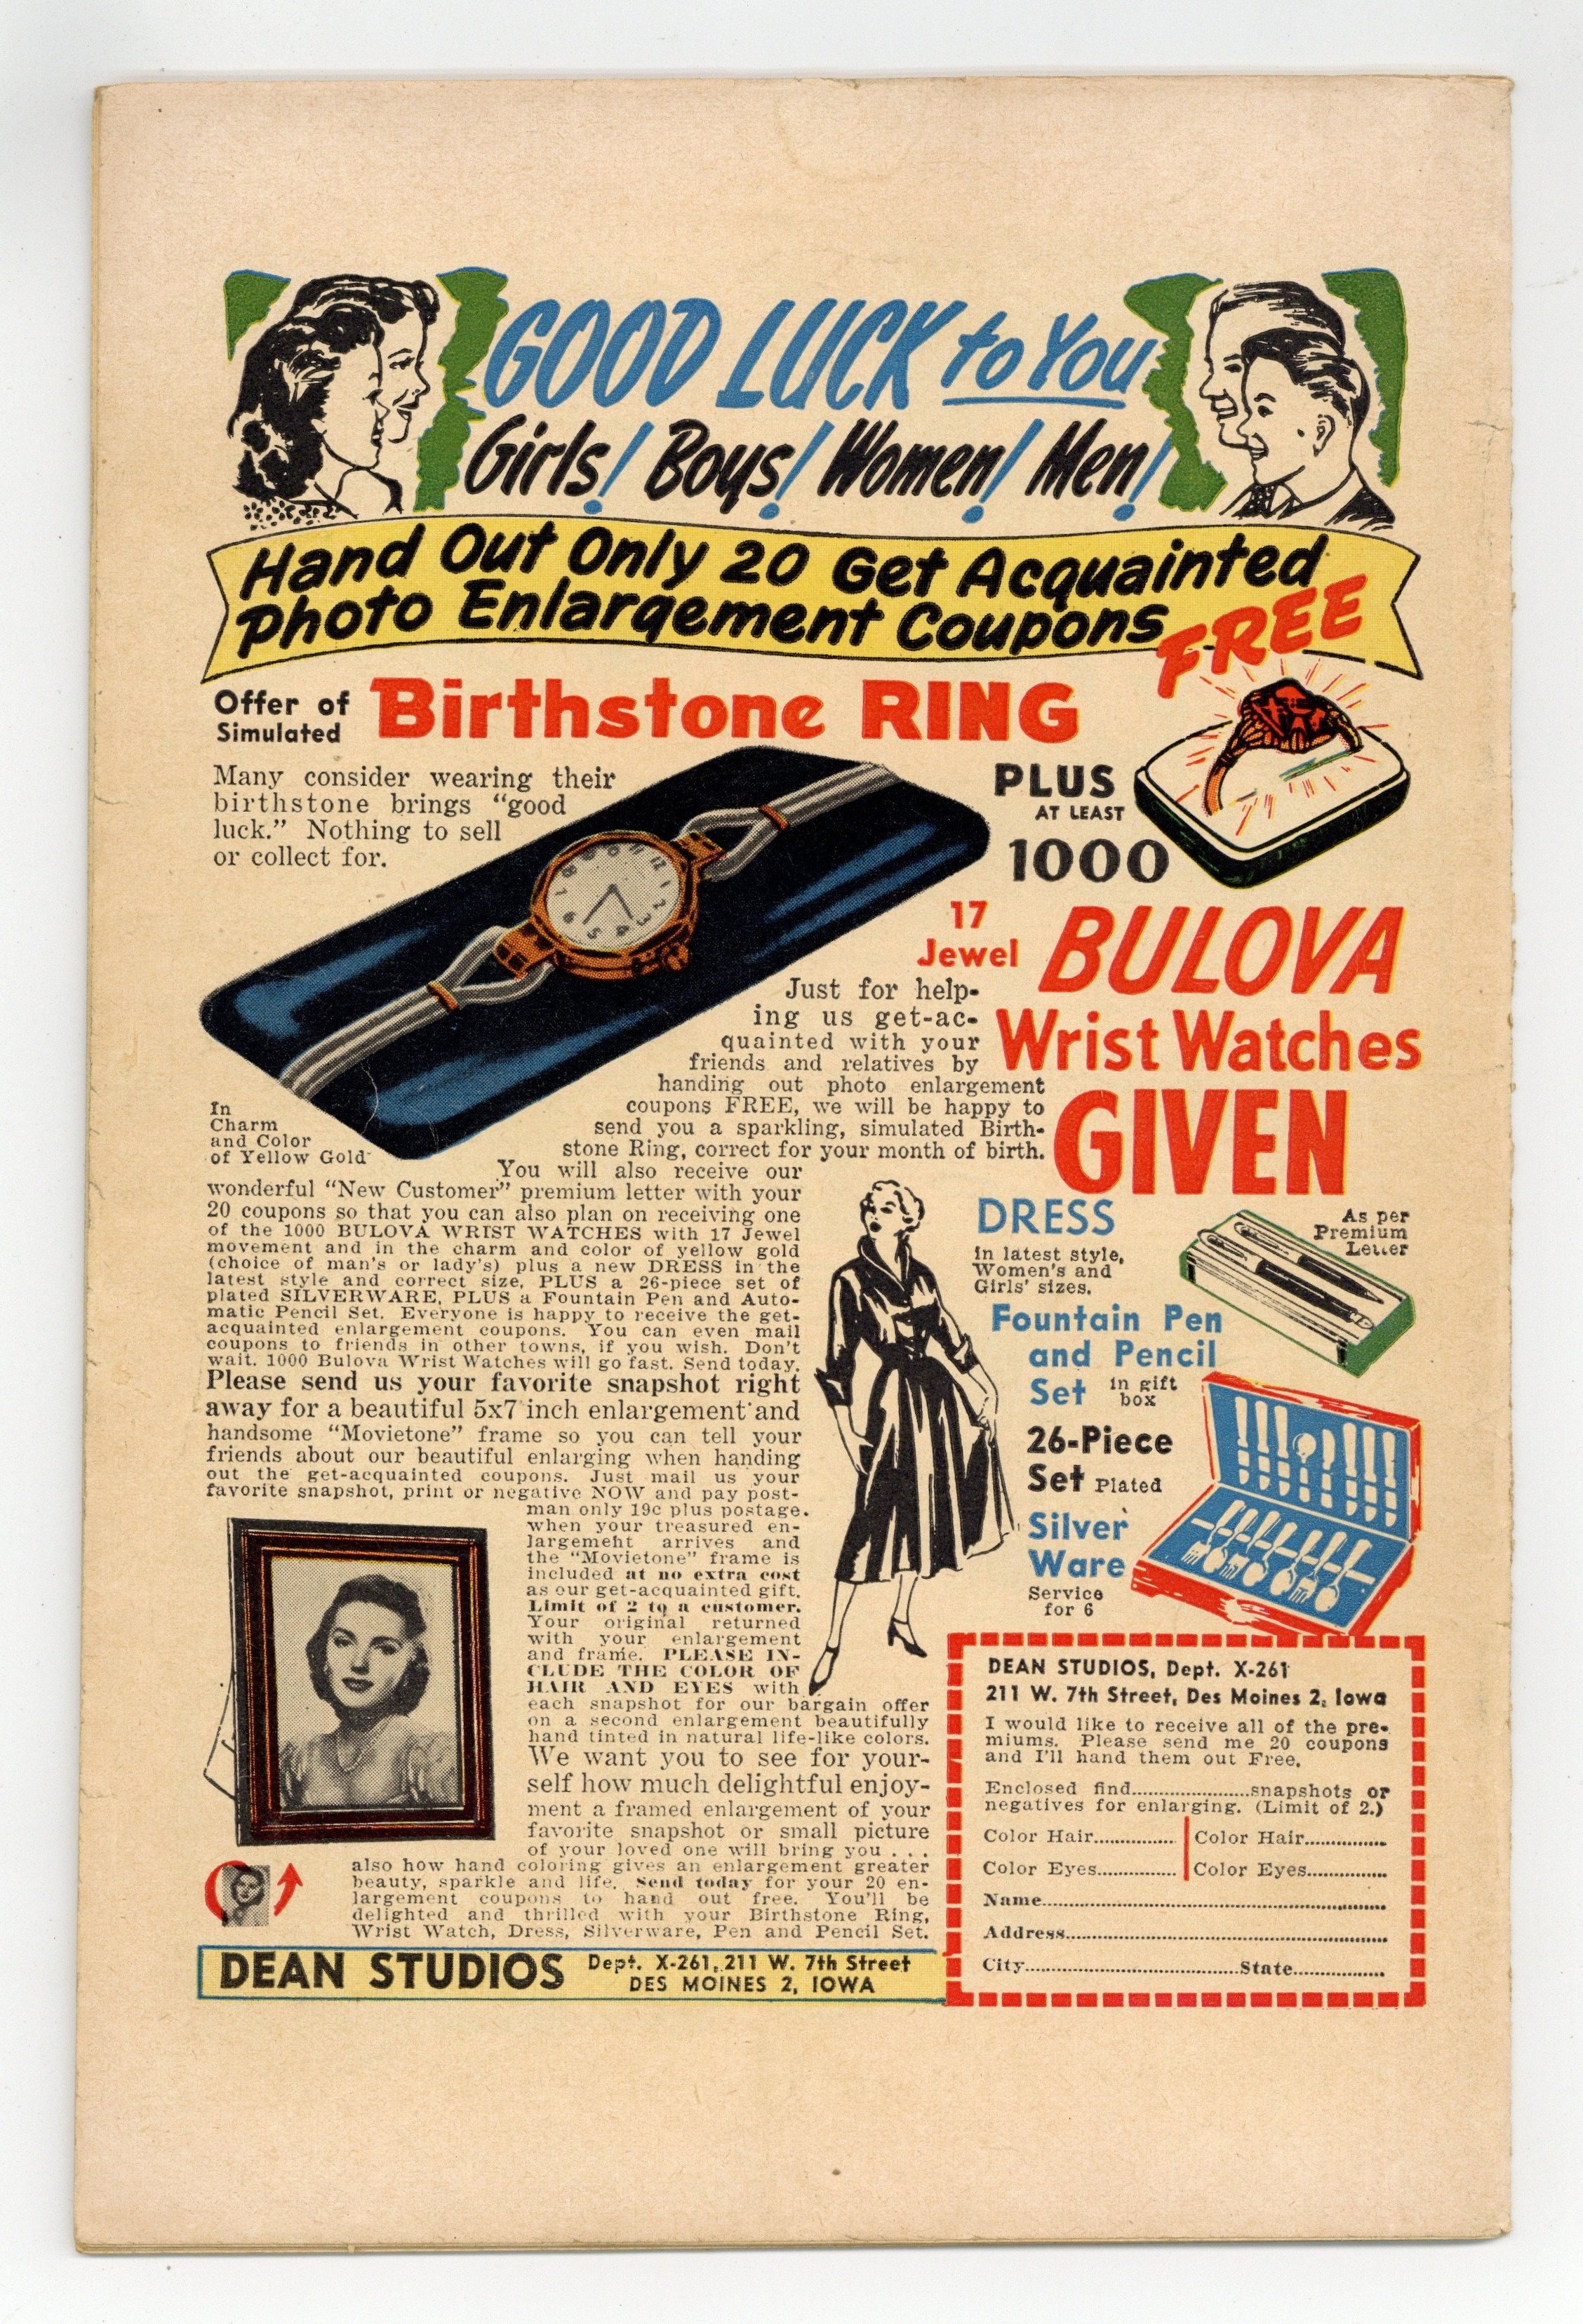 GOOD LUCK to You
Girls! Boys! Women! Men!
Hand Out Only 20 Get Acquainted
Photo Enlargement Coupons
FREE
Offer of
Simulated
Birthstone RING
Many consider wearing their
birthstone brings "good
luck." Nothing to sell
or collect for.
PLUS
AT LEAST
1000
17
Jewel
BULOVA
Wrist Watches
GIVEN
In
Charm
and Color
of Yellow Gold
Just for help-
ing us get-ac-
quainted with your
friends and relatives by
handing out photo enlargement
coupons FREE, we will be happy to
send you a sparkling, simulated Birth-
stone Ring, correct for your month of birth.
You will also receive our
wonderful "New Customer" premium letter with your
20 coupons so that you can also plan on receiving one
of the 1000 BULOVA WRIST WATCHES with 17 Jewel
movement and in the charm and color of yellow gold
(choice of man's or lady's) plus a new DRESS in the
latest style and correct size, PLUS a 26-piece set of
plated SILVERWARE, PLUS a Fountain Pen and Auto-
matic Pencil Set. Everyone is happy to receive the get-
acquainted enlargement coupons. You can even mail
coupons to friends in other towns, if you wish. Don't
wait. 1000 Bulova Wrist Watches will go fast. Send today.
Please send us your favorite snapshot right
away for a beautiful 5x7 inch enlargement and
handsome "Movietone" frame so you can tell your
friends about our beautiful enlarging when handing
out the get-acquainted coupons. Just mail us your
favorite snapshot, print or negative NOW and pay post-
man only 19c plus postage.
when your treasured en-
largement arrives and
the "Movietone" frame is
included at no extra cost
as our get-acquainted gift.
Limit of 2 to a customer.
Your original returned
with your enlargement
and frame. PLEASE IN-
CLUDE THE COLOR OF
HAIR AND EYES with
each snapshot for our bargain offer
on a second enlargement beautifully
hand tinted in natural life-like colors.
We want you to see for your-
self how much delightful enjoy-
ment a framed enlargement of your
favorite snapshot or small picture
of your loved one will bring you . . .
also how hand coloring gives an enlargement greater
beauty, sparkle and life. Send today for your 20 en-
largement coupons to hand out free. You'll be
delighted and thrilled with your Birthstone Ring,
Wrist Watch, Dress, Silverware, Pen and Pencil Set.
DRESS
in latest style,
Women's and
Girls' sizes.
As per
Premium
Letter
Fountain Pen
and Pencil
Set in gift
box
26-Piece
Set Plated
Silver
Ware
Service
for 6
DEAN STUDIOS, Dept. X-261
211 W. 7th Street, Des Moines 2, Iowa
I would like to receive all of the pre-
miums. Please send me 20 coupons
and I'll hand them out Free.
Enclosed find......................snapshots or
negatives for enlarging. (Limit of 2.)
Color Hair............... Color Hair...............
Color Eyes............... Color Eyes...............
Name..............................................................
Address..........................................................
City........................................State.................
DEAN STUDIOS Dept. X-261, 211 W. 7th Street
DES MOINES 2, IOWA